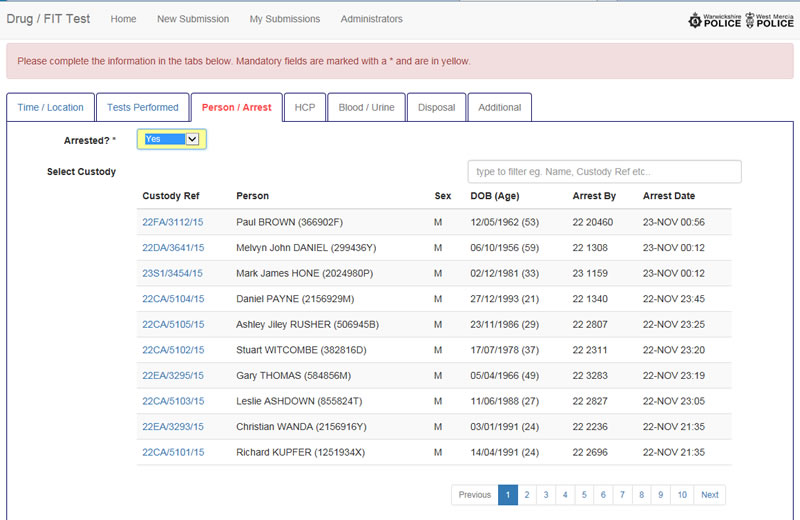 Drug / FIT Test Home New Submission My Submissions Administrators Warwickshire POLICE West Mercia POLICE
Please complete the information in the tabs below. Mandatory fields are marked with a * and are in yellow.
Time / Location Tests Performed Person / Arrest HCP Blood / Urine Disposal Additional
Arrested? * Yes
Select Custody type to filter eg. Name, Custody Ref etc..
Custody Ref Person Sex DOB (Age) Arrest By Arrest Date
22FA/3112/15 Paul BROWN (366902F) M 12/05/1962 (53) 22 20460 23-NOV 00:56
22DA/3641/15 Melvyn John DANIEL (299436Y) M 06/10/1956 (59) 22 1308 23-NOV 00:12
23S1/3454/15 Mark James HONE (2024980P) M 02/12/1981 (33) 23 1159 23-NOV 00:12
22CA/5104/15 Daniel PAYNE (2156929M) M 27/12/1993 (21) 22 1340 22-NOV 23:45
22CA/5105/15 Ashley Jiley RUSHER (506945B) M 23/11/1986 (29) 22 2807 22-NOV 23:25
22CA/5102/15 Stuart WITCOMBE (382816D) M 17/07/1978 (37) 22 2311 22-NOV 23:20
22EA/3295/15 Gary THOMAS (584856M) M 05/04/1966 (49) 22 3283 22-NOV 23:19
22CA/5103/15 Leslie ASHDOWN (855824T) M 11/06/1988 (27) 22 2827 22-NOV 23:05
22EA/3293/15 Christian WANDA (2156916Y) M 03/01/1991 (24) 22 2236 22-NOV 21:35
22CA/5101/15 Richard KUPFER (1251934X) M 14/04/1991 (24) 22 2696 22-NOV 21:35
Previous 1 2 3 4 5 6 7 8 9 10 Next